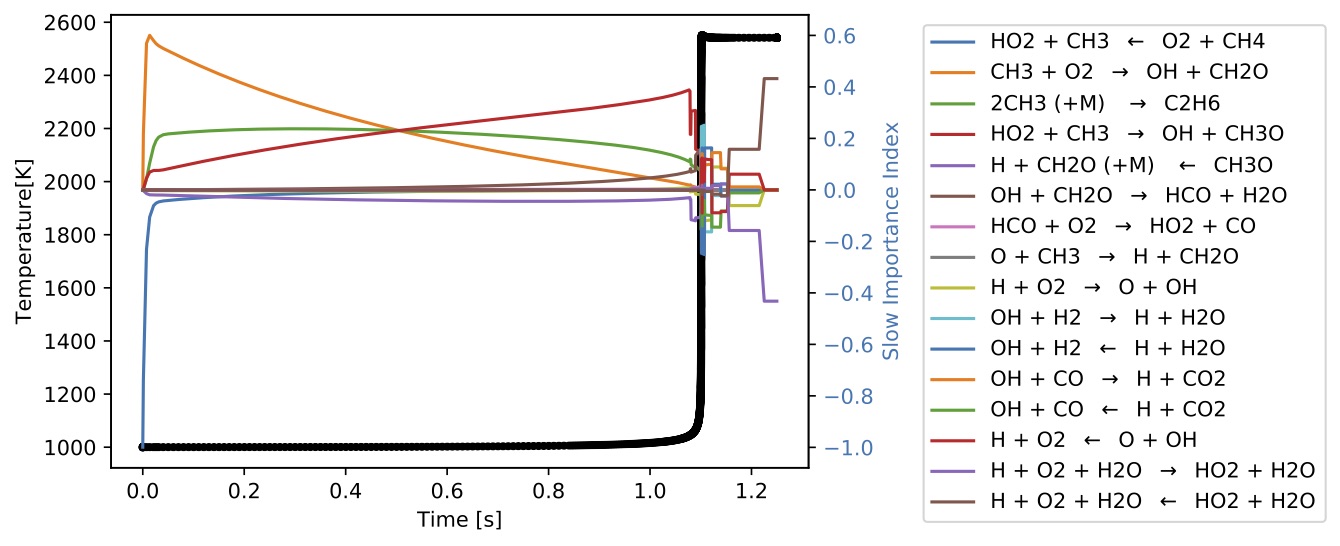 2600
2400
2200
2000
1800
1600
1400
1200
1000
Temperature[K]
0.0
0.2
0.4
0.6
0.8
1.0
1.2
Time [s]
0.6
0.4
0.2
0.0
−0.2
−0.4
−0.6
−0.8
−1.0
Slow Importance Index
HO2 + CH3 ← O2 + CH4
CH3 + O2 → OH + CH2O
2CH3 (+M) → C2H6
HO2 + CH3 → OH + CH3O
H + CH2O (+M) ← CH3O
OH + CH2O → HCO + H2O
HCO + O2 → HO2 + CO
O + CH3 → H + CH2O
H + O2 → O + OH
OH + H2 → H + H2O
OH + H2 ← H + H2O
OH + CO → H + CO2
OH + CO ← H + CO2
H + O2 ← O + OH
H + O2 + H2O → HO2 + H2O
H + O2 + H2O ← HO2 + H2O